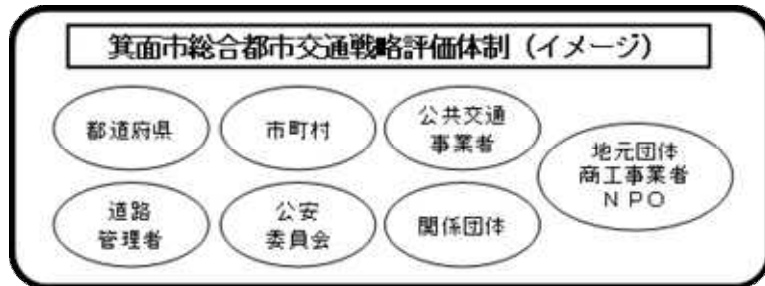 箕面市総合都市交通戦略評価体制（イメージ）
都道府県
市町村
公共交通
事業者
地元団体
商工事業者
ＮＰＯ
道路
管理者
公安
委員会
関係団体